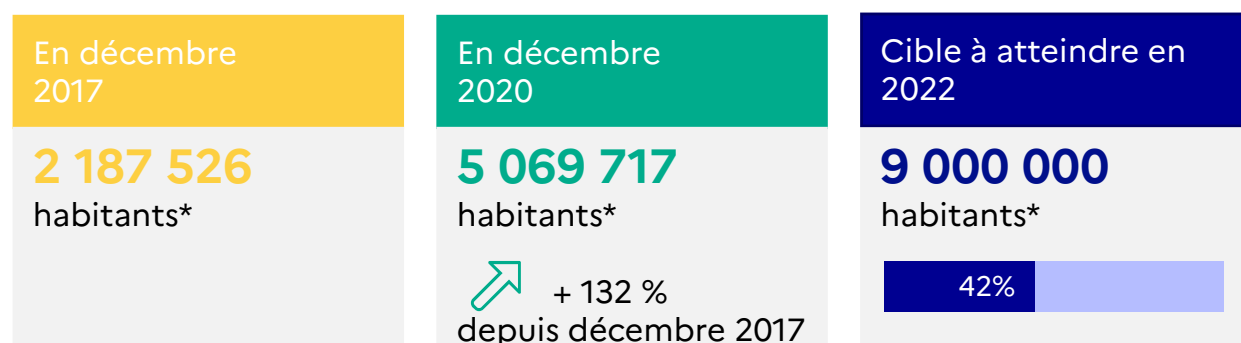 En décembre
2017
2 187 526
habitants*
En décembre
2020
5 069 717
habitants*
+ 132 %
depuis décembre 2017
Cible à atteindre en
2022
9 000 000
habitants*
42%